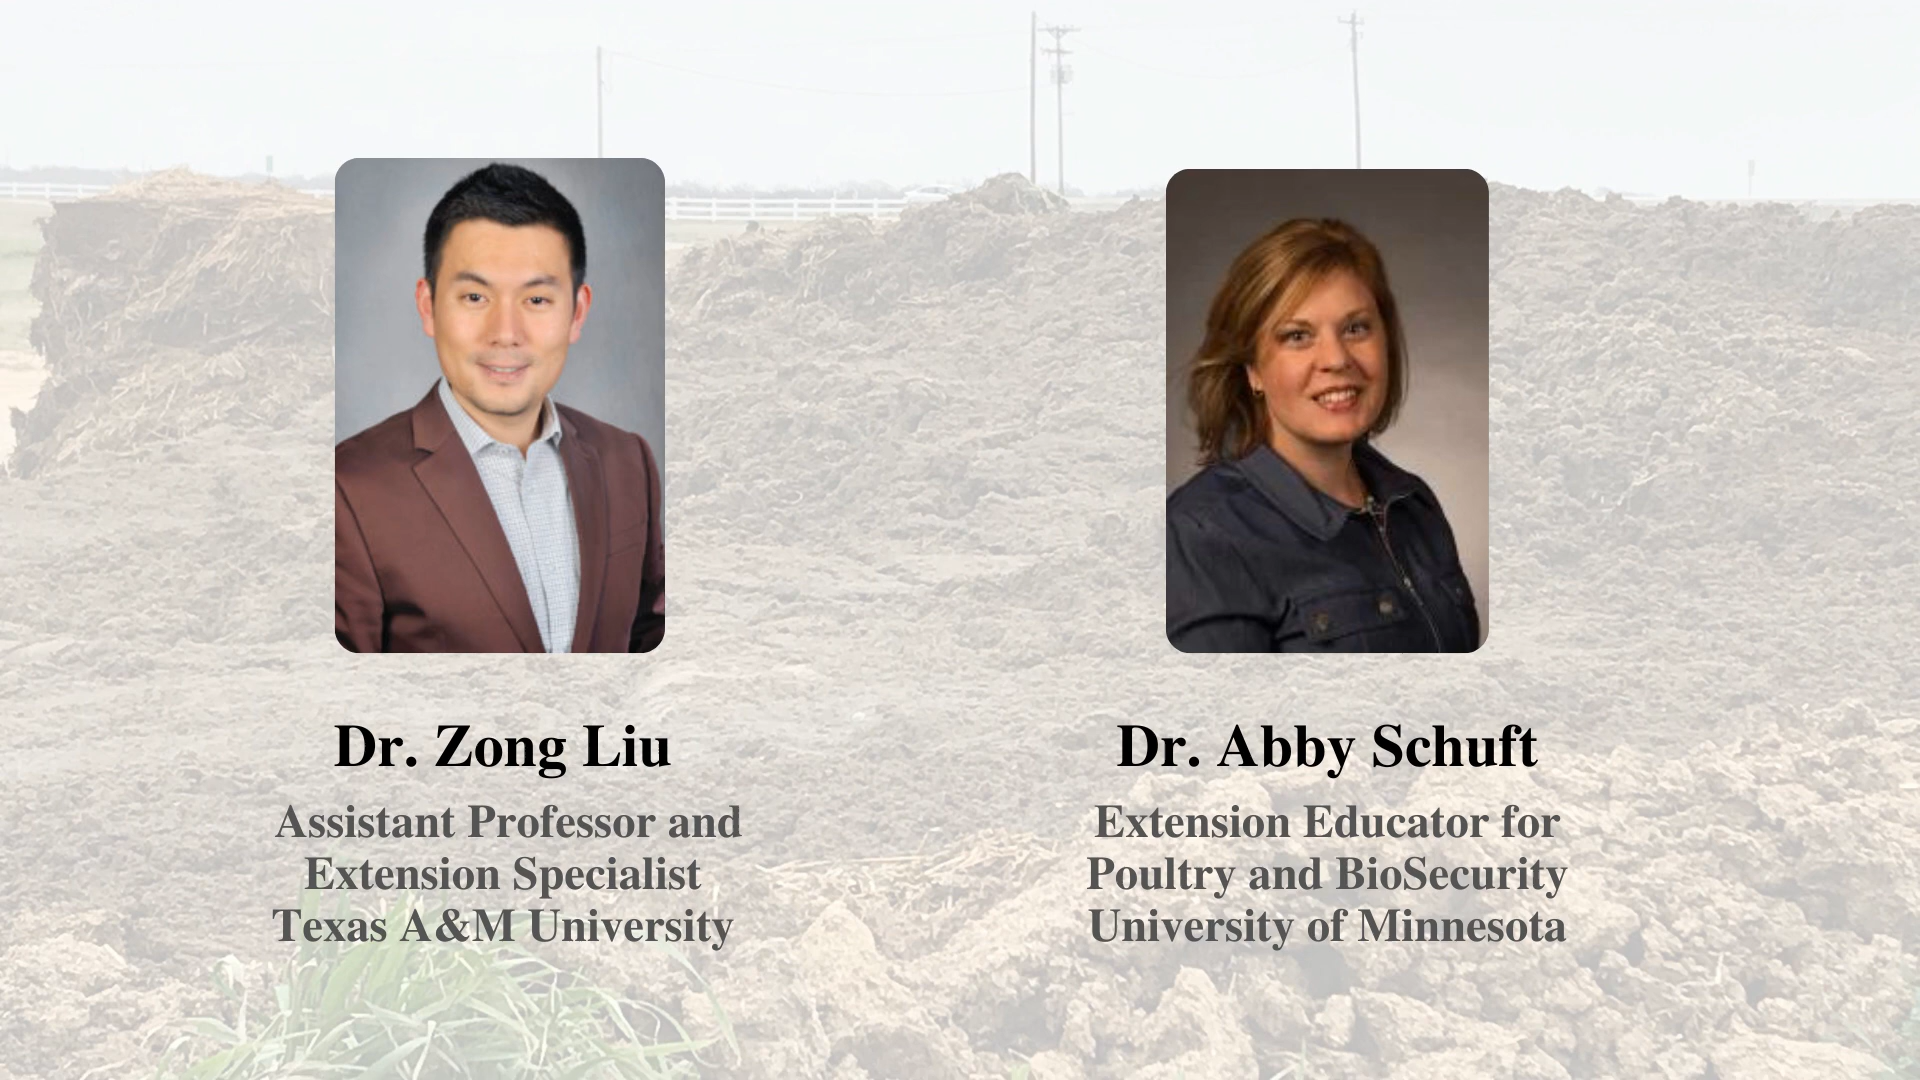 Dr. Zong Liu
Assistant Professor and
Extension Specialist
Texas A&M University
Dr. Abby Schuft
Extension Educator for
Poultry and BioSecurity
University of Minnesota